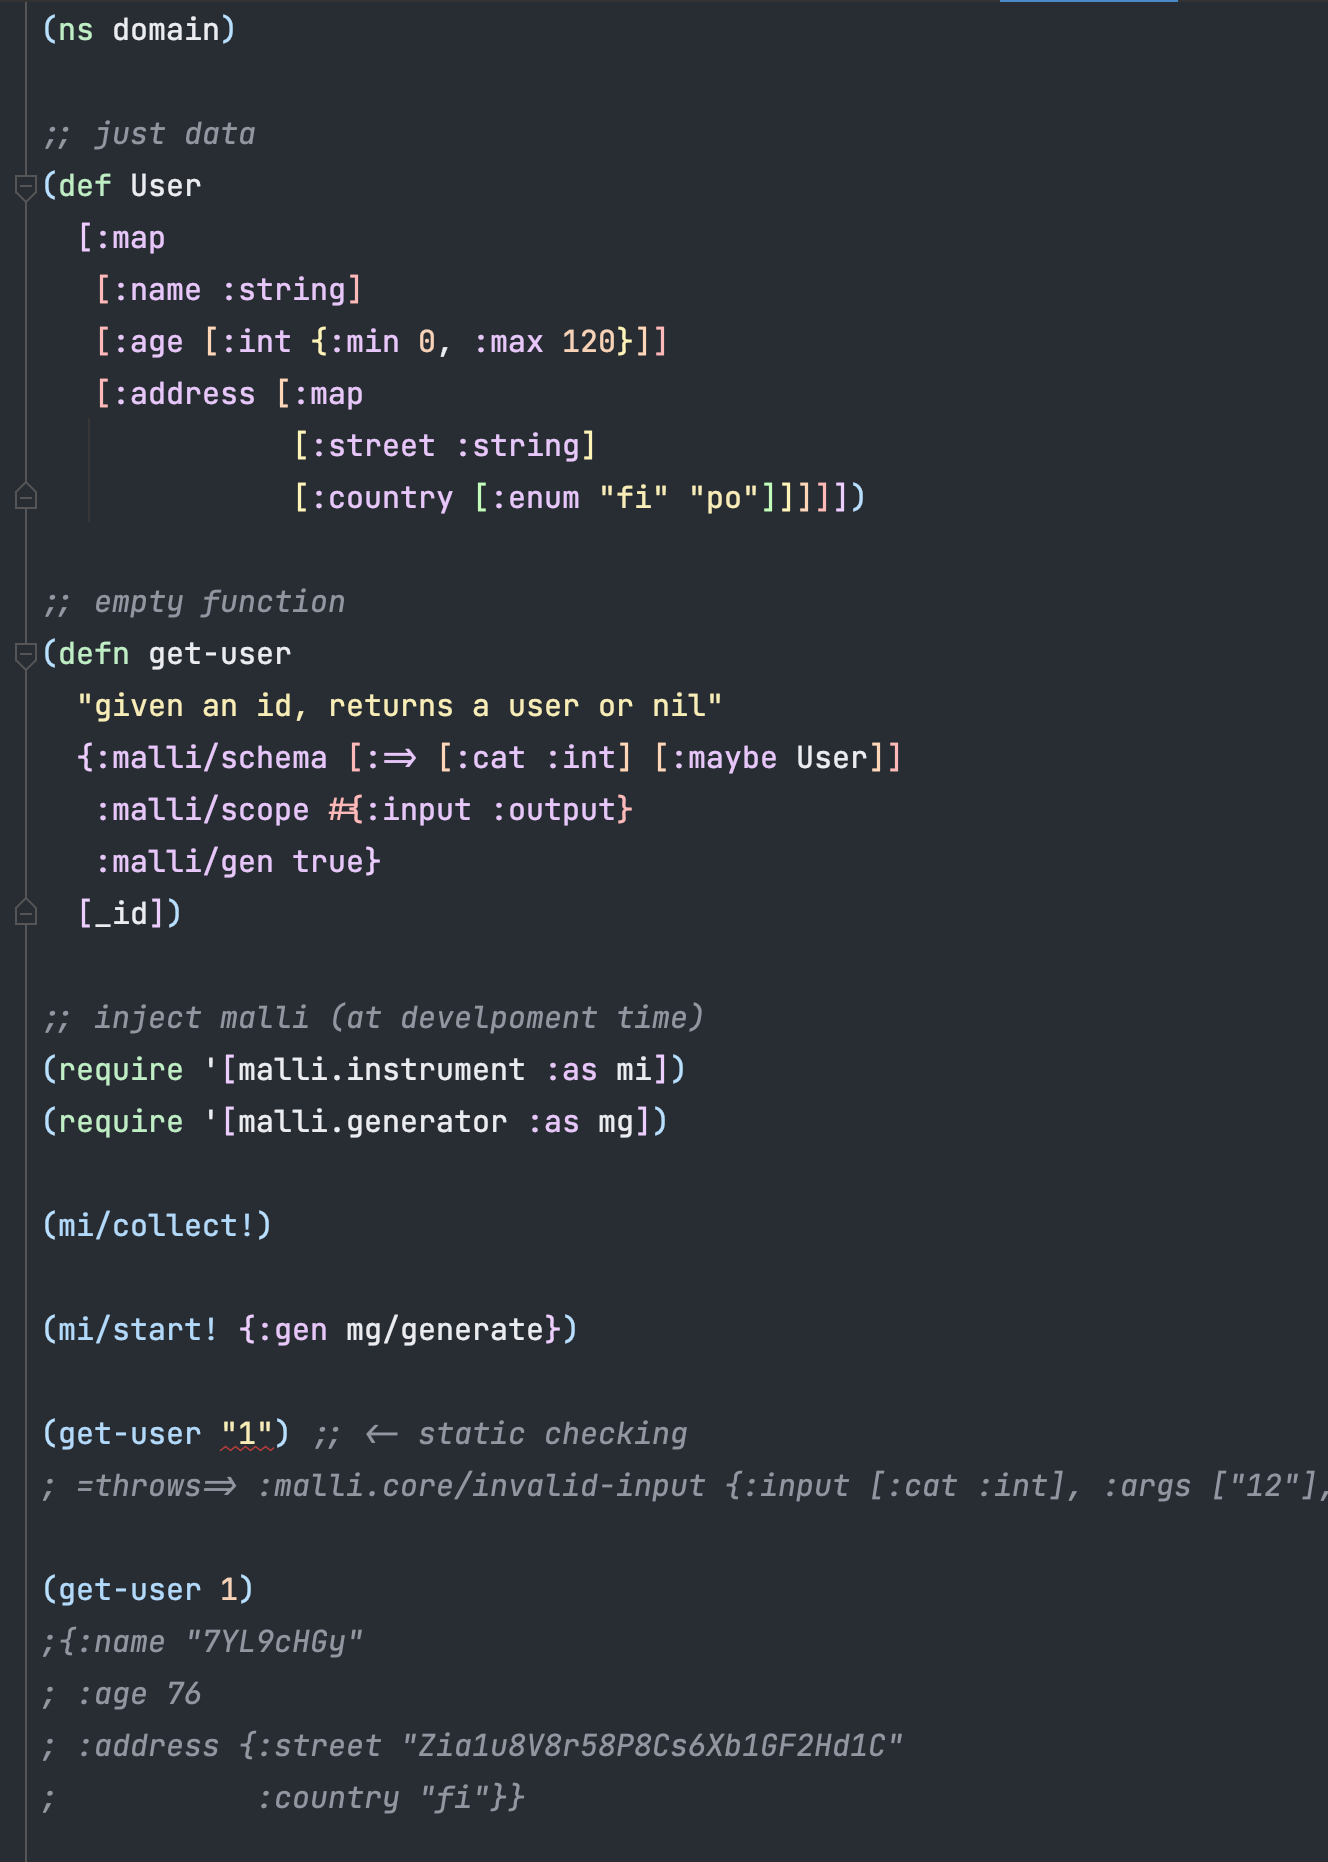 (ns domain)
;; just data
(def User
  [:map
   [:name :string]
   [:age [:int {:min 0, :max 120}]]
   [:address [:map
              [:street :string]
              [:country [:enum "fi" "po"]]]]])
;; empty function
(defn get-user
  "given an id, returns a user or nil"
  {:malli/schema [:=> [:cat :int] [:maybe User]]
   :malli/scope #{:input :output}
   :malli/gen true}
  [_id])
;; inject malli (at develpoment time)
(require '[malli.instrument :as mi])
(require '[malli.generator :as mg])
(mi/collect!)
(mi/start! {:gen mg/generate})
(get-user "1") ;; <- static checking
; =throws=> :malli.core/invalid-input {:input [:cat :int], :args ["12"],
(get-user 1)
;{:name "7YL9cHGy"
; :age 76
; :address {:street "Zia1u8V8r58P8Cs6Xb1GF2Hd1C"
;           :country "fi"}}